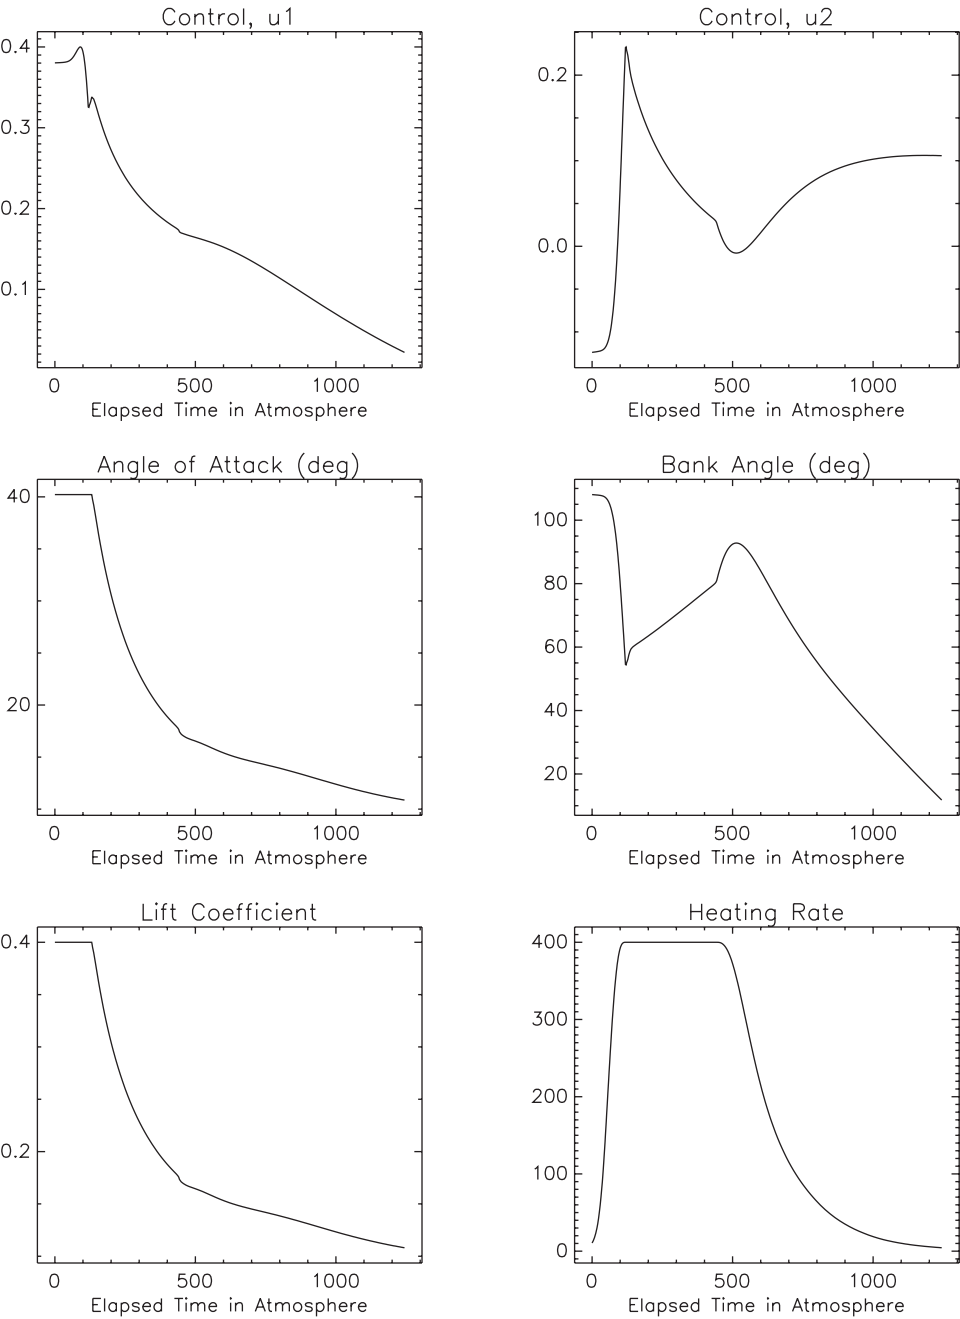 Control, u1
0.4
0.3
0.2
0.1
0 500 1000
Elapsed Time in Atmosphere
Control, u2
0.2
0.0
0 500 1000
Elapsed Time in Atmosphere
Angle of Attack (deg)
40
20
0 500 1000
Elapsed Time in Atmosphere
Bank Angle (deg)
100
80
60
40
20
0 500 1000
Elapsed Time in Atmosphere
Lift Coefficient
0.4
0.2
0 500 1000
Elapsed Time in Atmosphere
Heating Rate
400
300
200
100
0
0 500 1000
Elapsed Time in Atmosphere